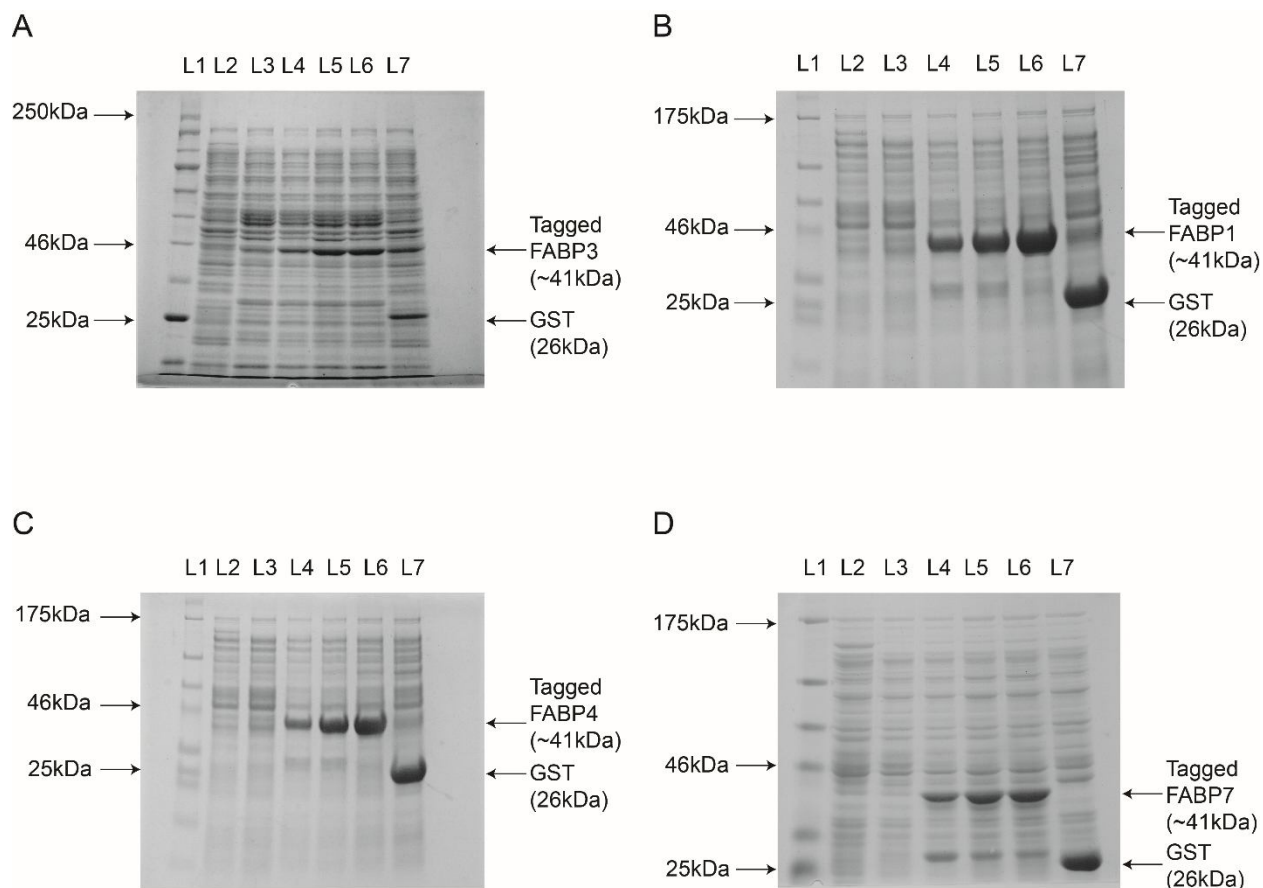 A
L1 L2 L3 L4 L5 L6 L7
250kDa
46kDa
25kDa
Tagged
FABP3
(~41kDa)
GST
(26kDa)
B
L1 L2 L3 L4 L5 L6 L7
175kDa
46kDa
25kDa
Tagged
FABP1
(~41kDa)
GST
(26kDa)
C
L1 L2 L3 L4 L5 L6 L7
175kDa
46kDa
25kDa
Tagged
FABP4
(~41kDa)
GST
(26kDa)
D
L1 L2 L3 L4 L5 L6 L7
175kDa
46kDa
25kDa
Tagged
FABP7
(~41kDa)
GST
(26kDa)